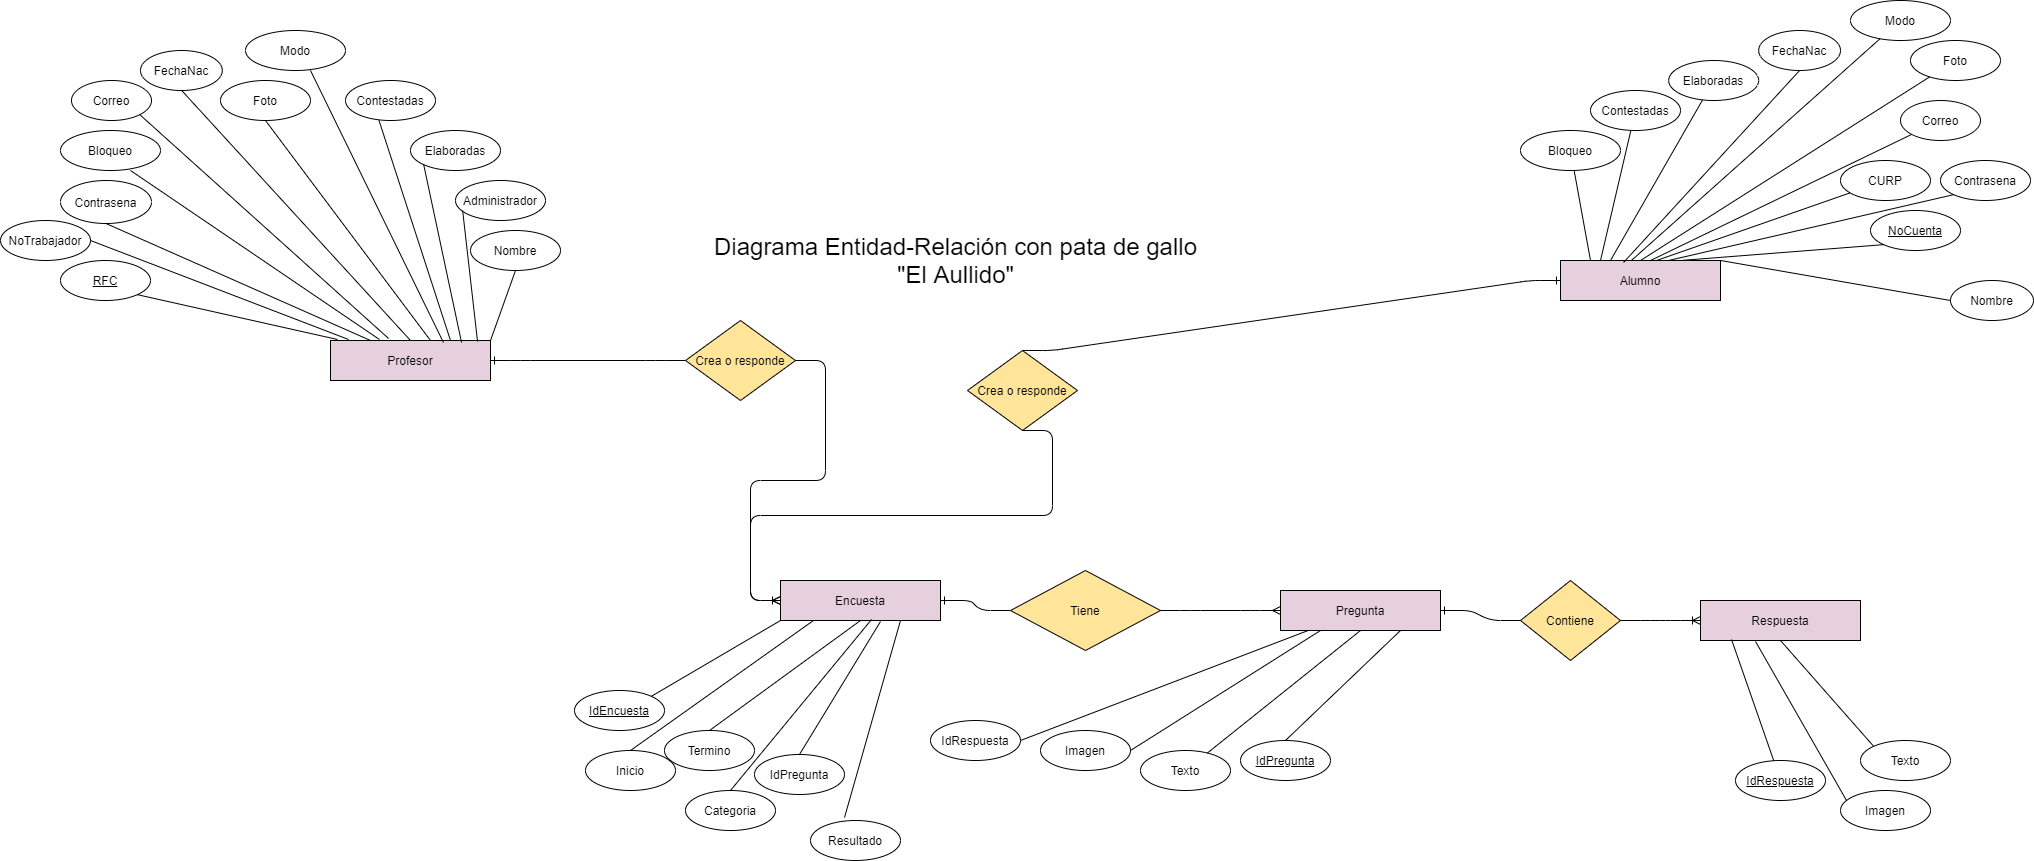 Modo
Modo
FechaNac
FechaNac
Foto
Foto
Elaboradas
Correo
Contestadas
Contestadas
Correo
Bloqueo
Elaboradas
Bloqueo
CURP
Contrasena
Contrasena
Administrador
NoCuenta
NoTrabajador
Nombre
Diagrama Entidad-Relación con pata de gallo
"El Aullido"
RFC
Alumno
Nombre
Profesor
Crea o responde
Crea o responde
Encuesta
Tiene
Pregunta
Contiene
Respuesta
IdEncuesta
Inicio
Termino
Categoria
IdPregunta
Resultado
IdRespuesta
Imagen
Texto
IdPregunta
IdRespuesta
Imagen
Texto